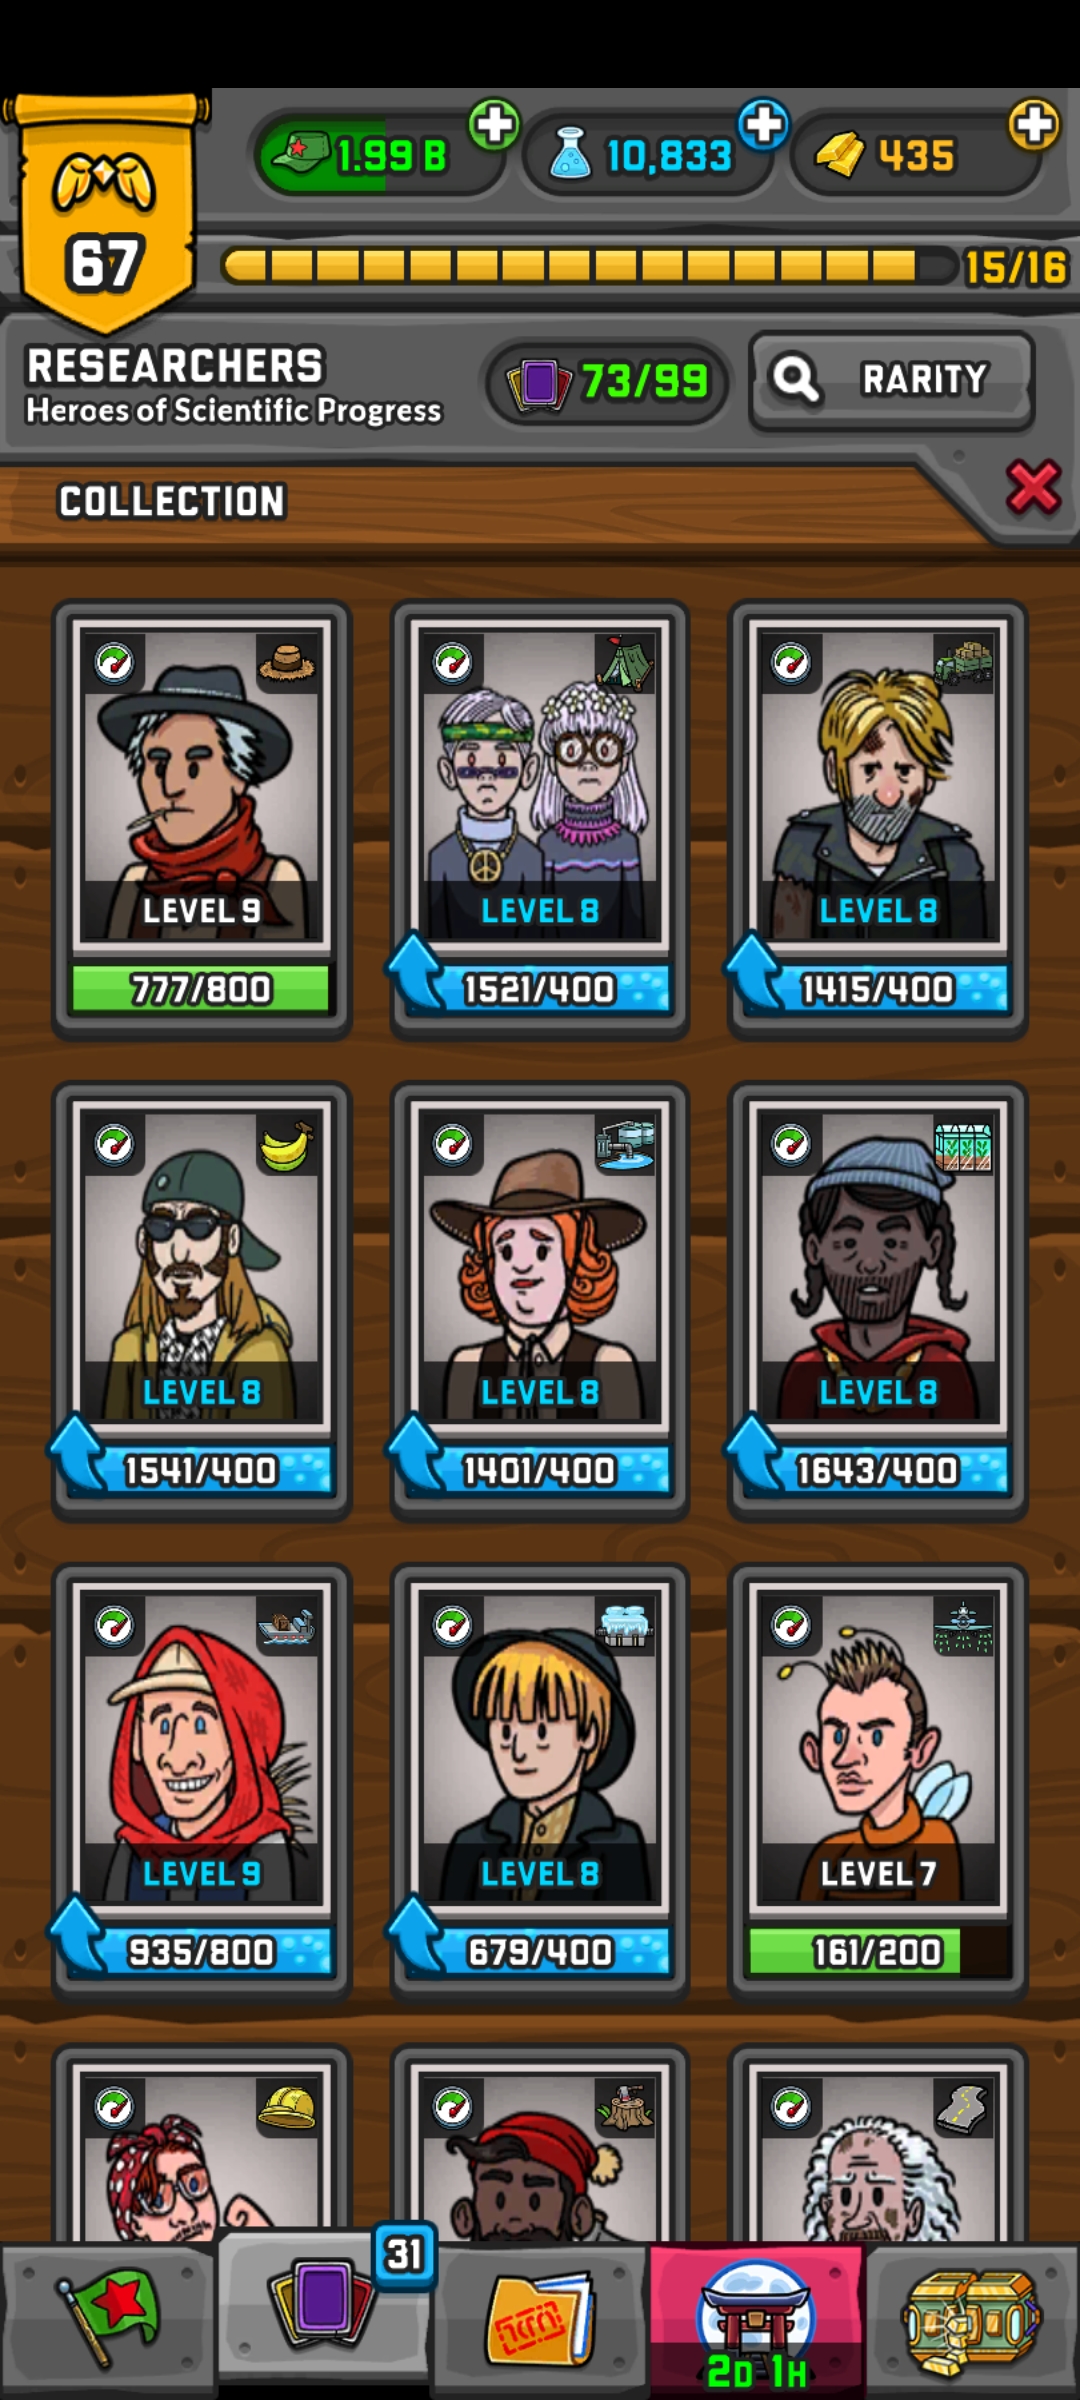 1.99 B
10,833
435
67
15/16
RESEARCHERS
Heroes of Scientific Progress
73/99
RARITY
COLLECTION
LEVEL 9
777/800
LEVEL 8
1521/400
LEVEL 8
1415/400
LEVEL 8
1541/400
LEVEL 8
1401/400
LEVEL 8
1643/400
LEVEL 9
935/800
LEVEL 8
679/400
LEVEL 7
161/200
31
2D 1H